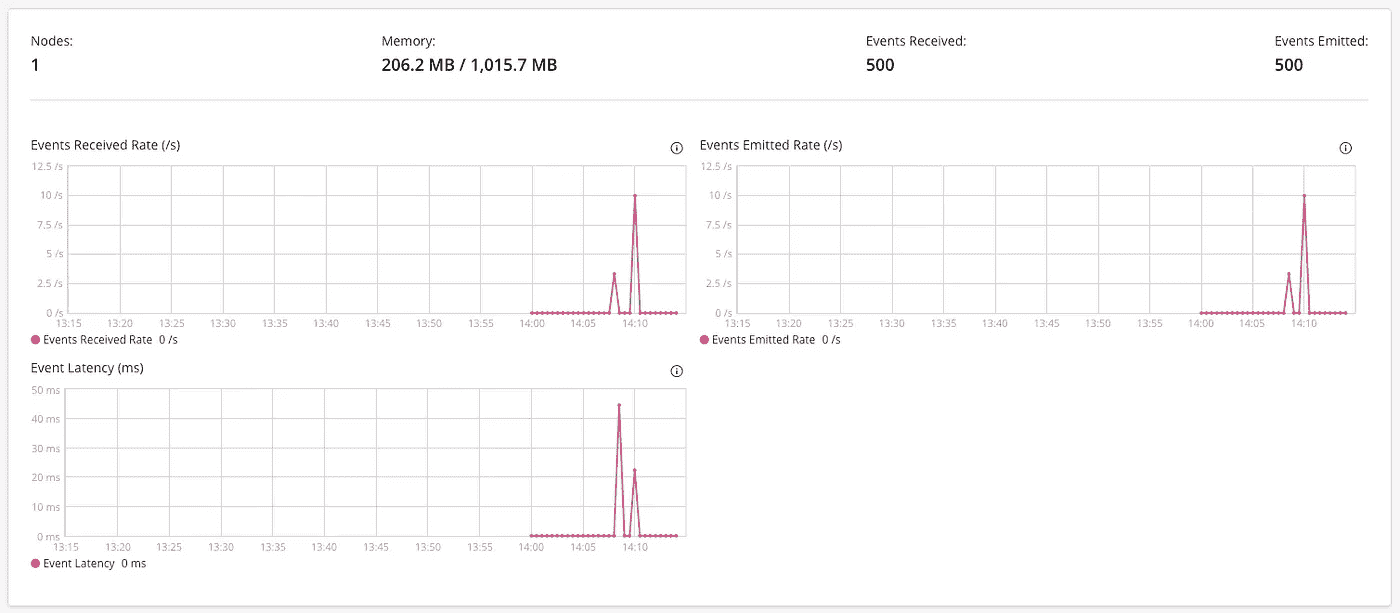 Nodes: Memory: Events Received: Events Emitted:
1 206.2 MB / 1,015.7 MB 500 500
Events Received Rate (/s)
12.5 /s
10 /s
7.5 /s
5 /s
2.5 /s
0 /s
13:15 13:20 13:25 13:30 13:35 13:40 13:45 13:50 13:55 14:00 14:05 14:10
Events Received Rate 0 /s
Events Emitted Rate (/s)
12.5 /s
10 /s
7.5 /s
5 /s
2.5 /s
0 /s
13:15 13:20 13:25 13:30 13:35 13:40 13:45 13:50 13:55 14:00 14:05 14:10
Events Emitted Rate 0 /s
Event Latency (ms)
50 ms
40 ms
30 ms
20 ms
10 ms
0 ms
13:15 13:20 13:25 13:30 13:35 13:40 13:45 13:50 13:55 14:00 14:05 14:10
Event Latency 0 ms